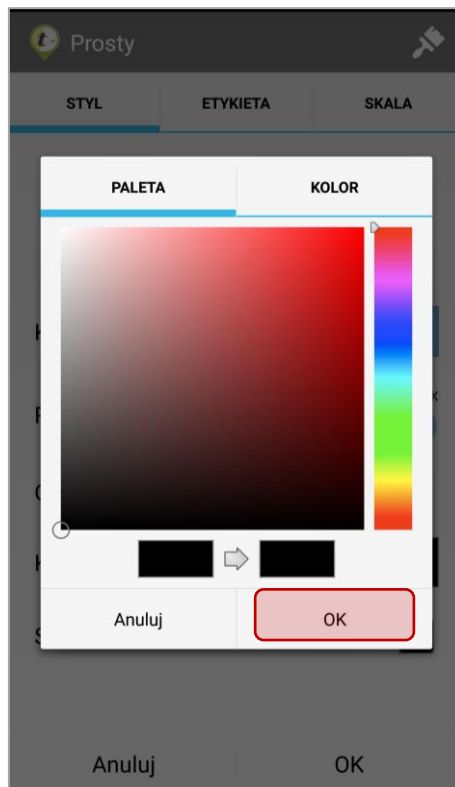 t
Prosty
STYL ETYKIETA SKALA
PALETA KOLOR
K
x
Anuluj OK
Anuluj OK